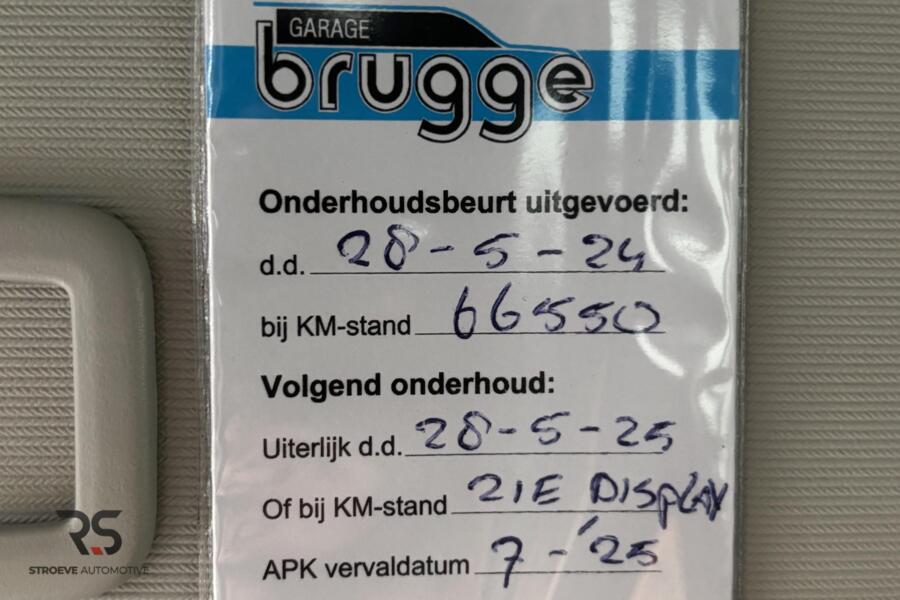 GARAGE
brugge
Onderhoudsbeurt uitgevoerd:
d.d. 28-5-24
bij KM-stand 66550
Volgend onderhoud:
Uiterlijk d.d. 28-5-25
Of bij KM-stand ZIE DISPLAY
APK vervaldatum 7-'25
RS
STROEVE AUTOMOTIVE